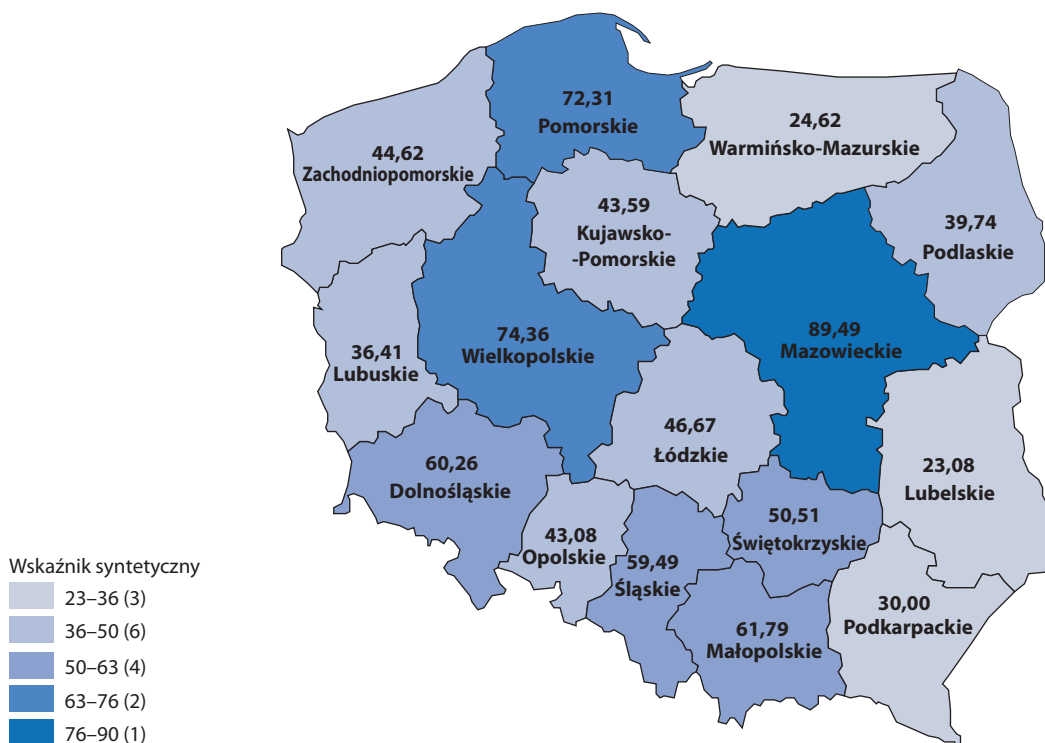 72,31
Pomorskie
24,62
Warmińsko-Mazurskie
44,62
Zachodniopomorskie
43,59
Kujawsko-
-Pomorskie
39,74
Podlaskie
36,41
Lubuskie
74,36
Wielkopolskie
89,49
Mazowieckie
46,67
Łódzkie
60,26
Dolnośląskie
23,08
Lubelskie
50,51
Świętokrzyskie
43,08
Opolskie
59,49
Śląskie
30,00
Podkarpackie
61,79
Małopolskie
Wskaźnik syntetyczny
23–36 (3)
36–50 (6)
50–63 (4)
63–76 (2)
76–90 (1)